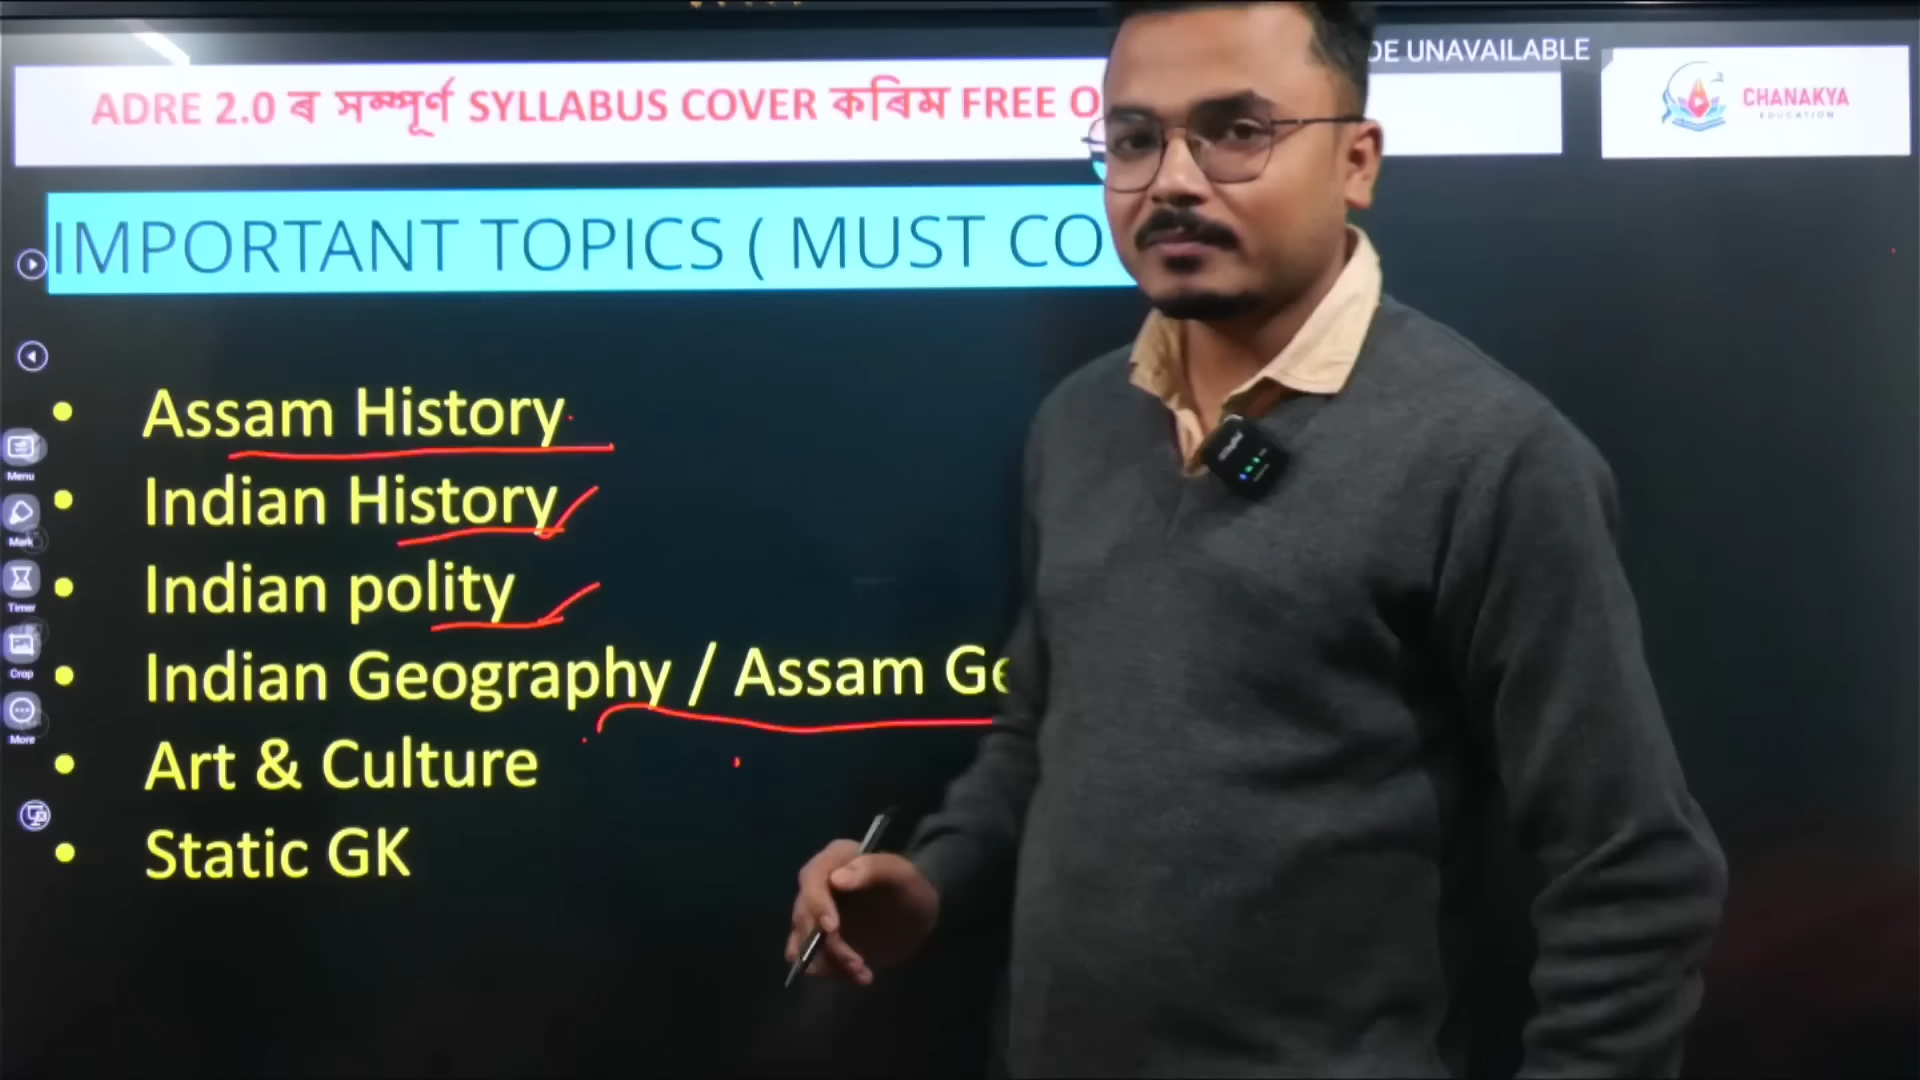 DE UNAVAILABLE
ADRE 2.0 ৰ সম্পূৰ্ণ SYLLABUS COVER কৰিম FREE O
CHANAKYA
EDUCATION
IMPORTANT TOPICS ( MUST CO
• Assam History
• Indian History
• Indian polity
• Indian Geography / Assam Ge
• Art & Culture
• Static GK
Menu
Mark
Timer
Crop
More